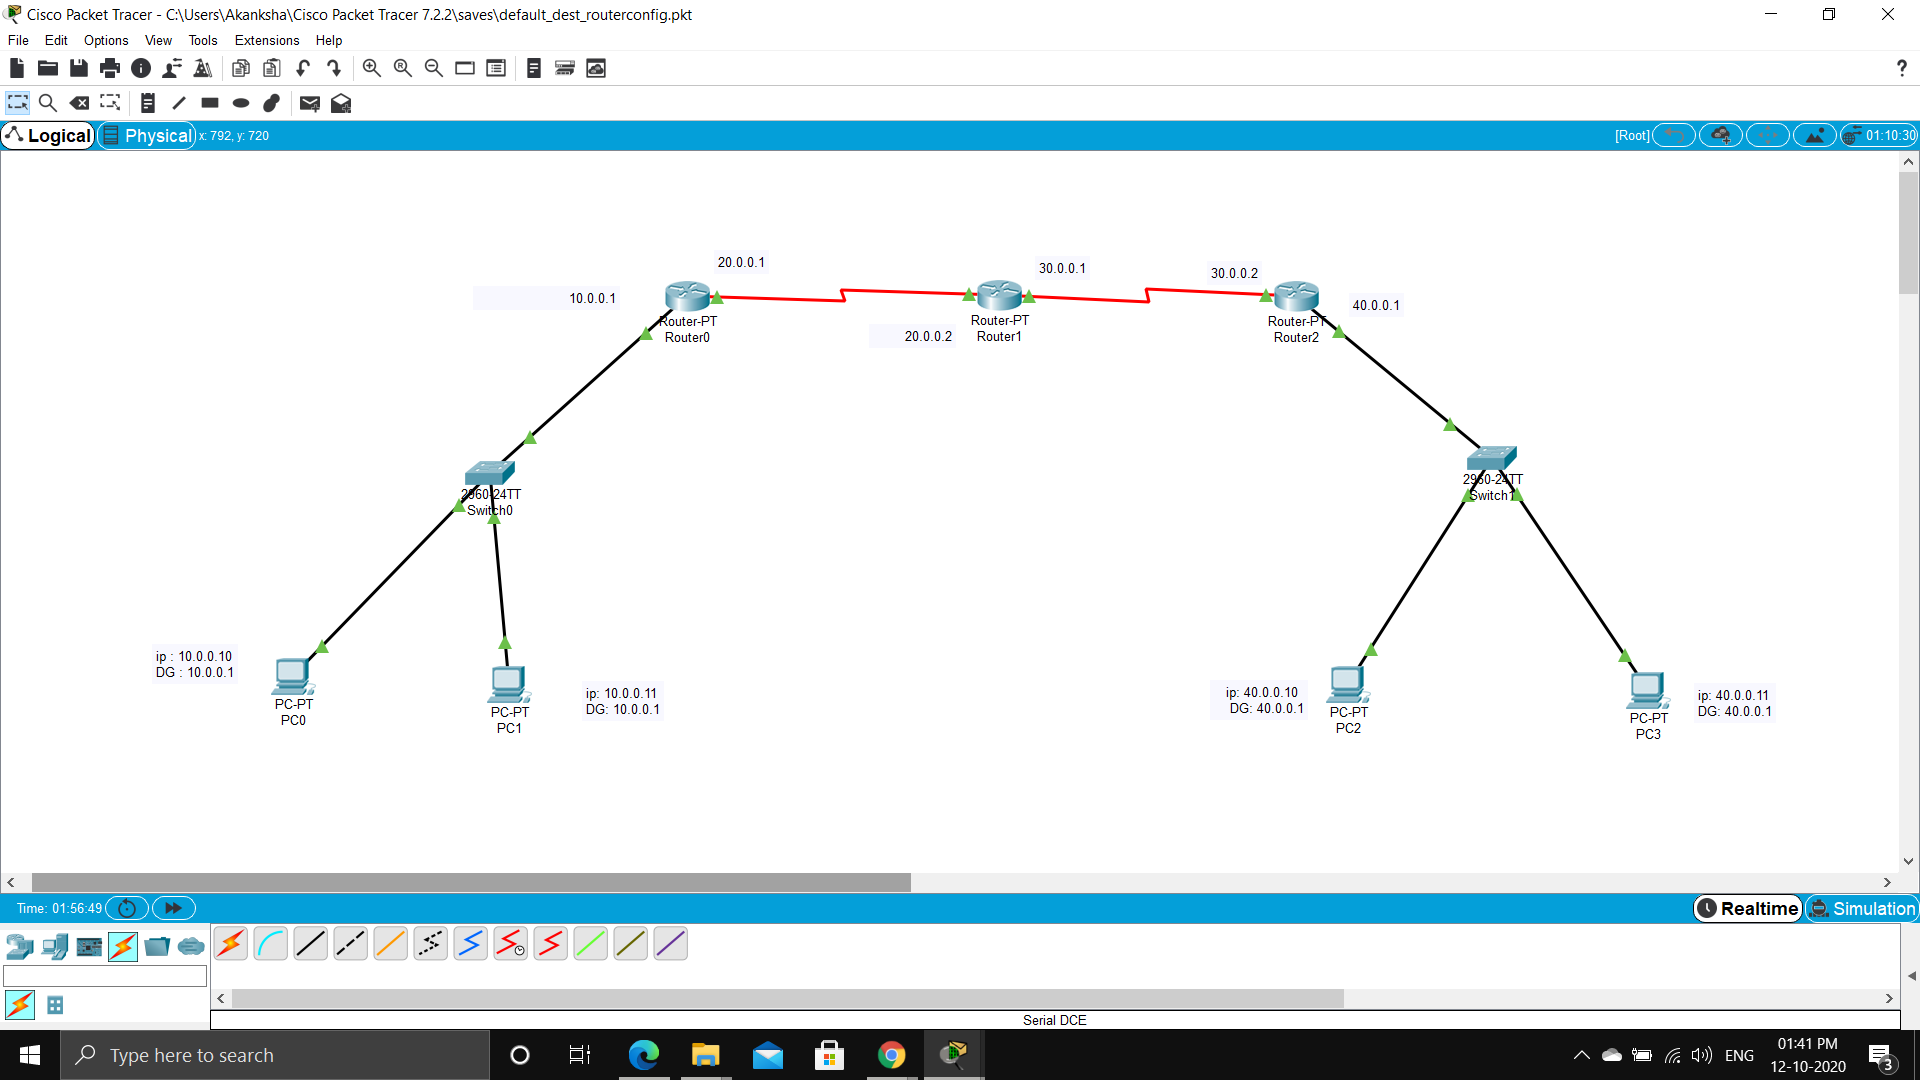 Cisco Packet Tracer - C:\Users\Akanksha\Cisco Packet Tracer 7.2.2\saves\default_dest_routerconfig.pkt
File Edit Options View Tools Extensions Help
?
Logical Physical x: 792, y: 720 [Root] 01:10:30
20.0.0.1
30.0.0.1
30.0.0.2
10.0.0.1
40.0.0.1
Router-PT
Router0
20.0.0.2
Router-PT
Router1
Router-PT
Router2
2960-24TT
Switch0
2960-24TT
Switch1
ip : 10.0.0.10
DG : 10.0.0.1
PC-PT
PC0
PC-PT
PC1
ip: 10.0.0.11
DG: 10.0.0.1
ip: 40.0.0.10
DG: 40.0.0.1
PC-PT
PC2
PC-PT
PC3
ip: 40.0.0.11
DG: 40.0.0.1
Time: 01:56:49 Realtime Simulation
Serial DCE
Type here to search
ENG
01:41 PM
12-10-2020
3